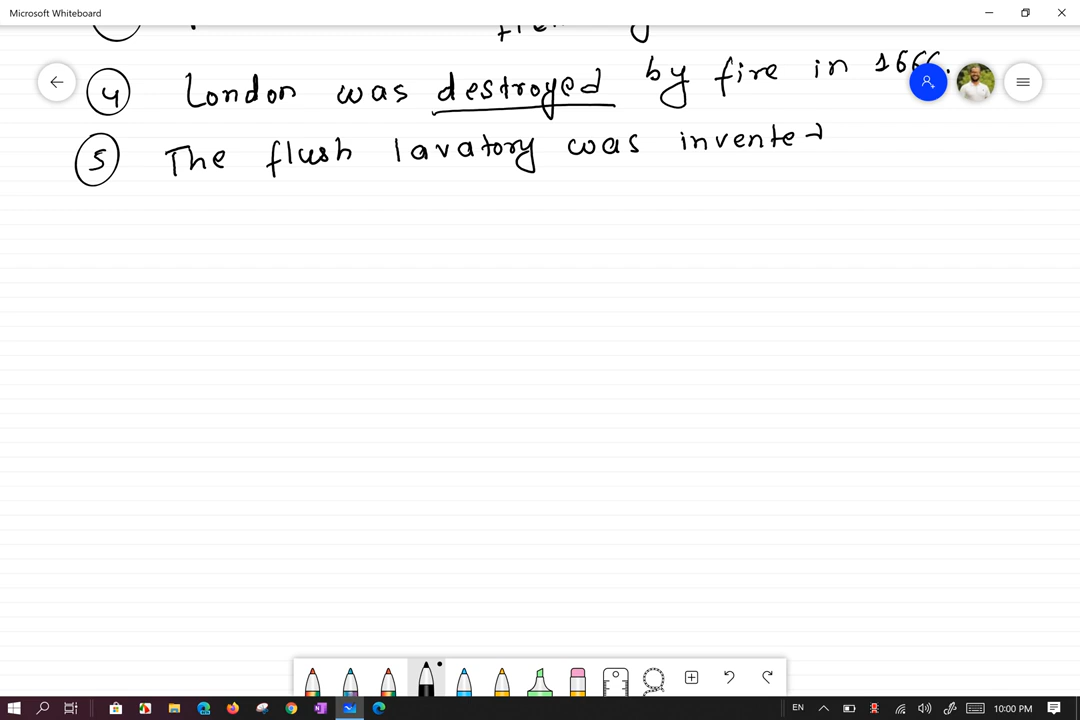 Microsoft Whiteboard
4 London was destroyed by fire in 1666.
5 The flush lavatory was invented
EN
10:00 PM